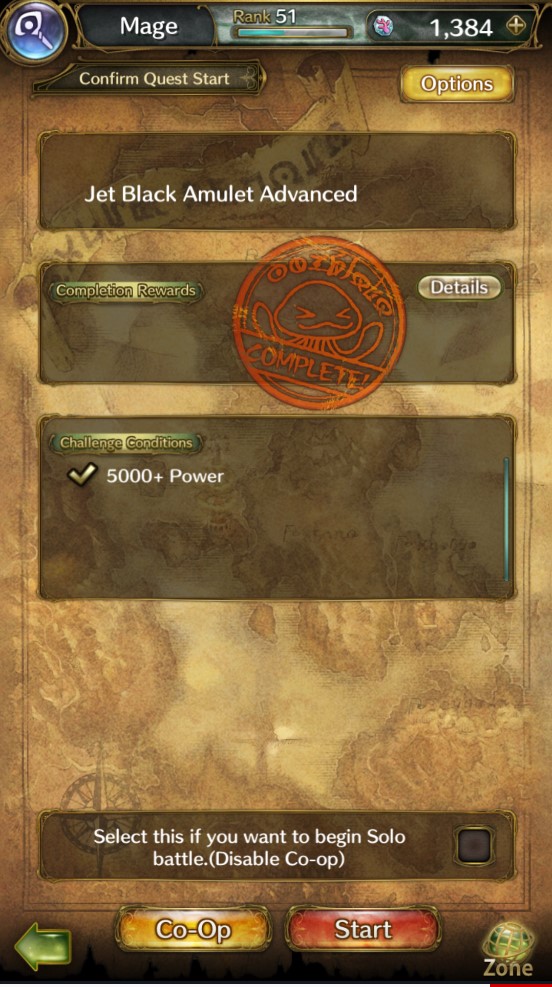 Mage
Rank 51
1,384
Confirm Quest Start
Options
Jet Black Amulet Advanced
Completion Rewards
Details
COMPLETE!
Challenge Conditions
5000+ Power
Select this if you want to begin Solo
battle.(Disable Co-op)
Co-Op
Start
Zone